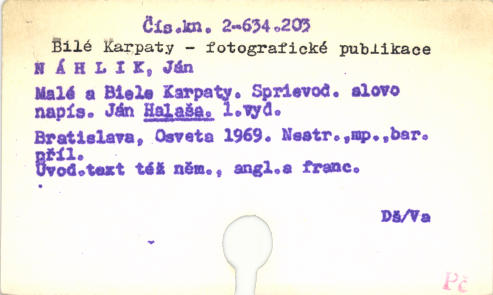 Čís.kn. 2-634.203
Bílé Karpaty - fotografické publikace
N Á H L I K, Ján
Malé a Biele Karpaty. Sprievod. slovo
napís. Ján Halaša. 1.vyd.
Bratislava, Osveta 1969. Nestr.,mp.,bar.
příl.
Úvod.text též něm., angl.a franc.
Dš/Va
Pč